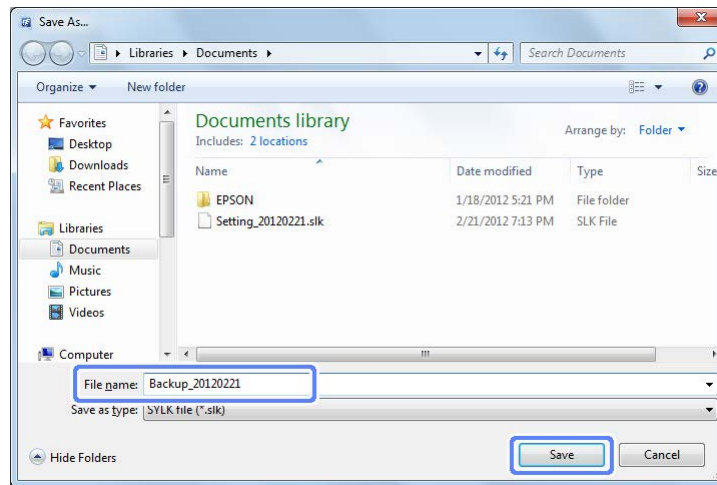 Save As...
Libraries Documents
Search Documents
Organize New folder
Favorites
Desktop
Downloads
Recent Places
Libraries
Documents
Music
Pictures
Videos
Computer
Documents library
Includes: 2 locations
Arrange by: Folder
Name Date modified Type Size
EPSON 1/18/2012 5:21 PM File folder
Setting_20120221.slk 2/21/2012 7:13 PM SLK File
File name: Backup_20120221
Save as type: SYLK file (*.slk)
Hide Folders
Save Cancel